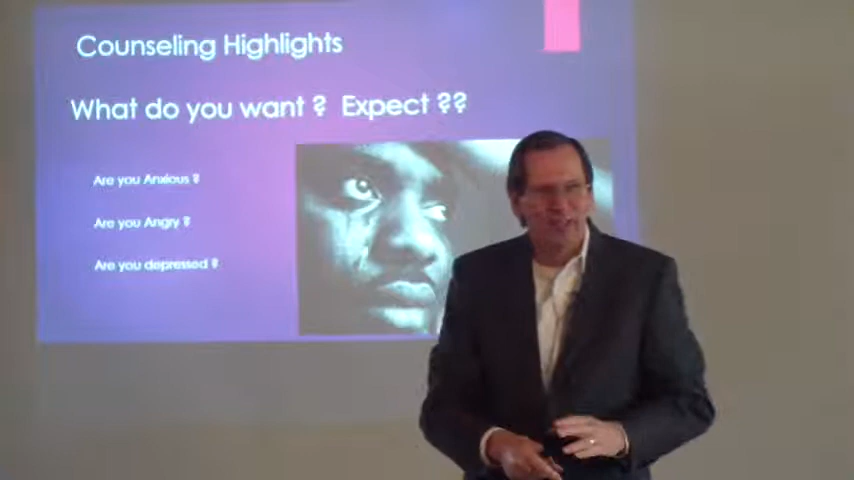 Counseling Highlights
What do you want ? Expect ??
Are you Anxious ?
Are you Angry ?
Are you depressed ?